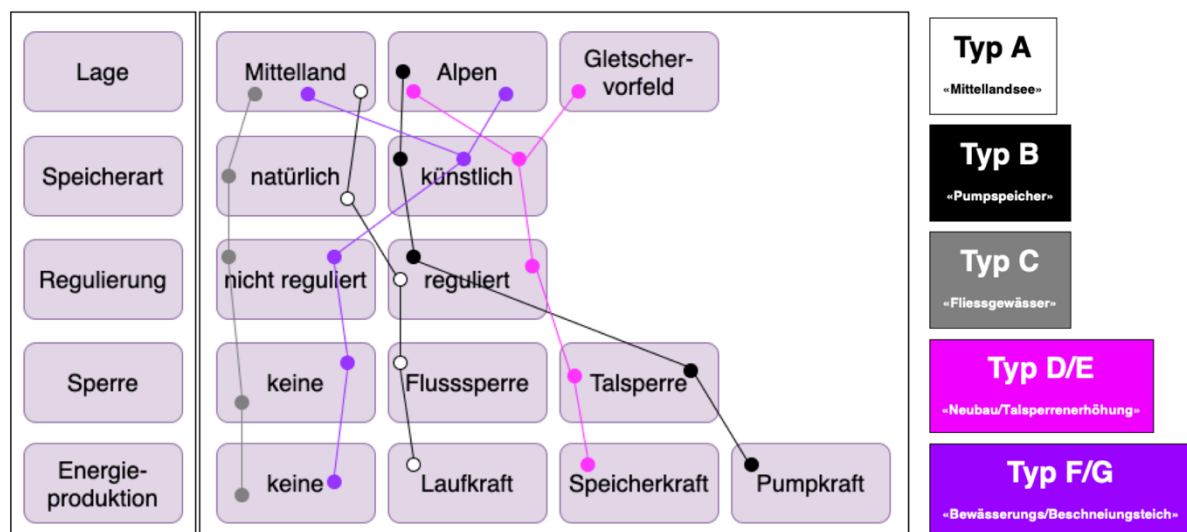 Lage
Mittelland
Alpen
Gletscher-
vorfeld
Speicherart
natürlich
künstlich
Regulierung
nicht reguliert
reguliert
Sperre
keine
Flusssperre
Talsperre
Energie-
produktion
keine
Laufkraft
Speicherkraft
Pumpkraft
Typ A
«Mittellandsee»
Typ B
«Pumpspeicher»
Typ C
«Fliessgewässer»
Typ D/E
«Neubau/Talsperrenerhöhung»
Typ F/G
«Bewässerungs/Beschneiungsteich»